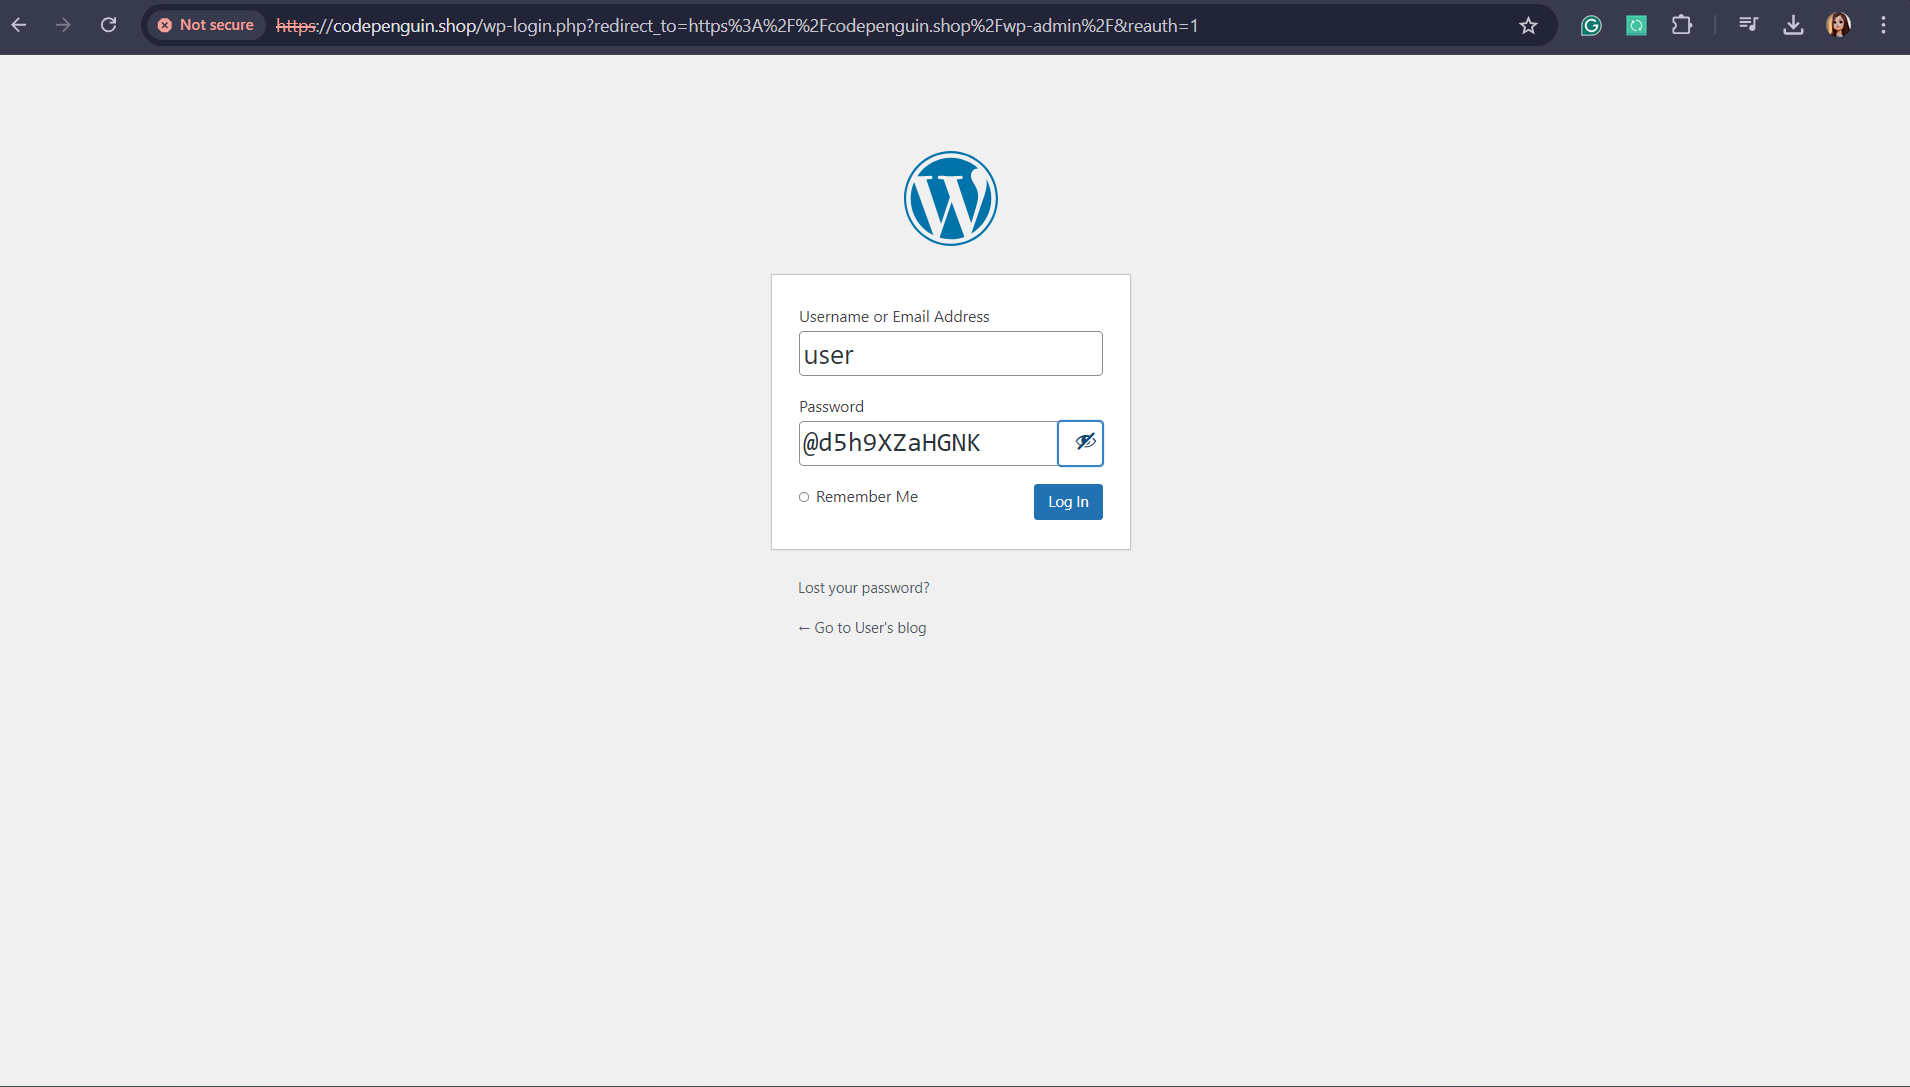 Not secure https://codepenguin.shop/wp-login.php?redirect_to=https%3A%2F%2Fcodepenguin.shop%2Fwp-admin%2F&reauth=1
Username or Email Address
user
Password
@d5h9XZaHGNK
Remember Me Log In
Lost your password?
← Go to User's blog